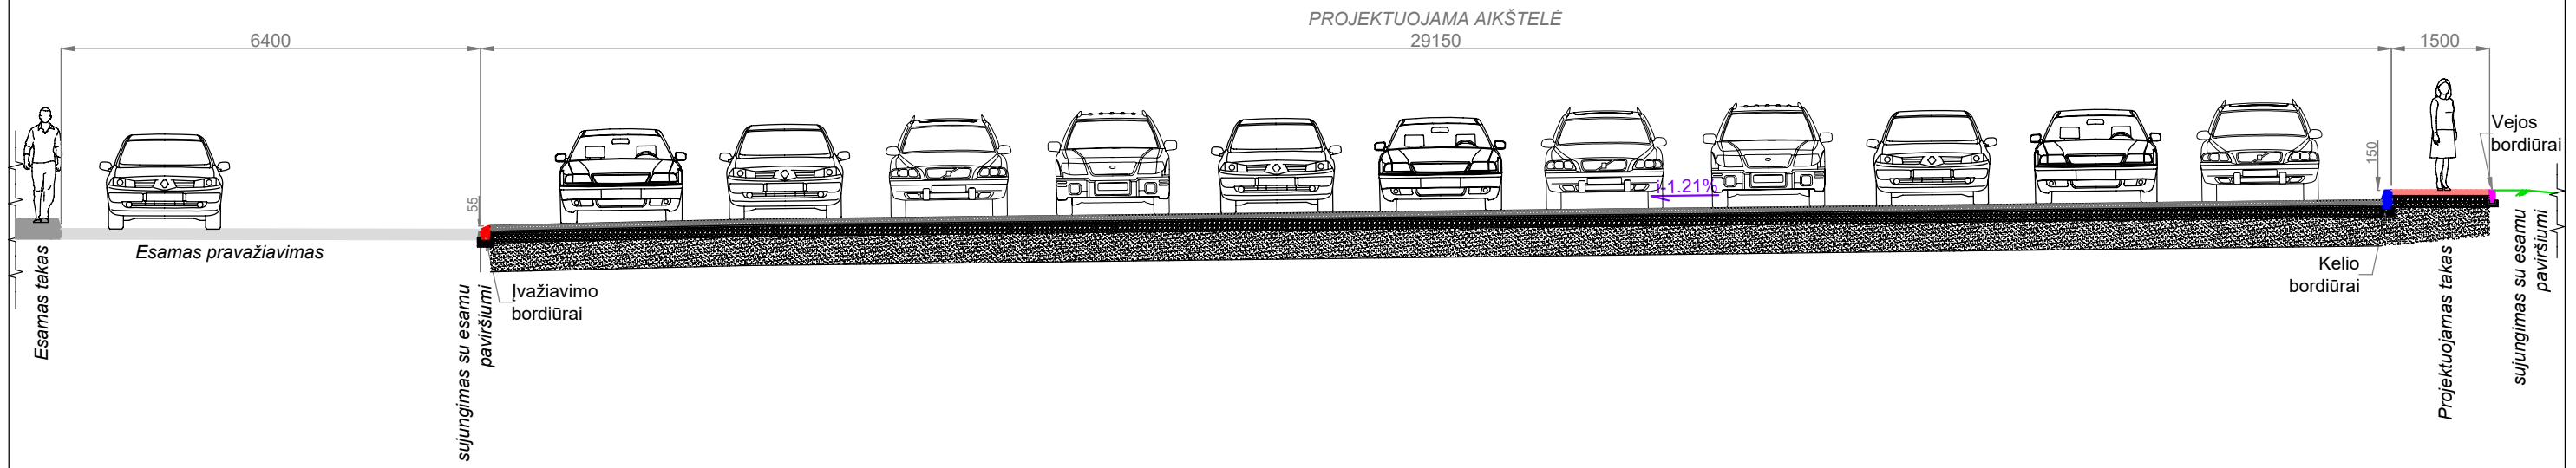 PROJEKTUOJAMA AIKŠTELĖ
6400
29150
1500
Vejos
bordiūrai
150
i-1.21%
55
Esamas pravažiavimas
Esamas takas
Įvažiavimo
bordiūrai
sujungimas su esamu
paviršiumi
Kelio
bordiūrai
Projektuojamas takas
sujungimas su esamu
paviršiumi